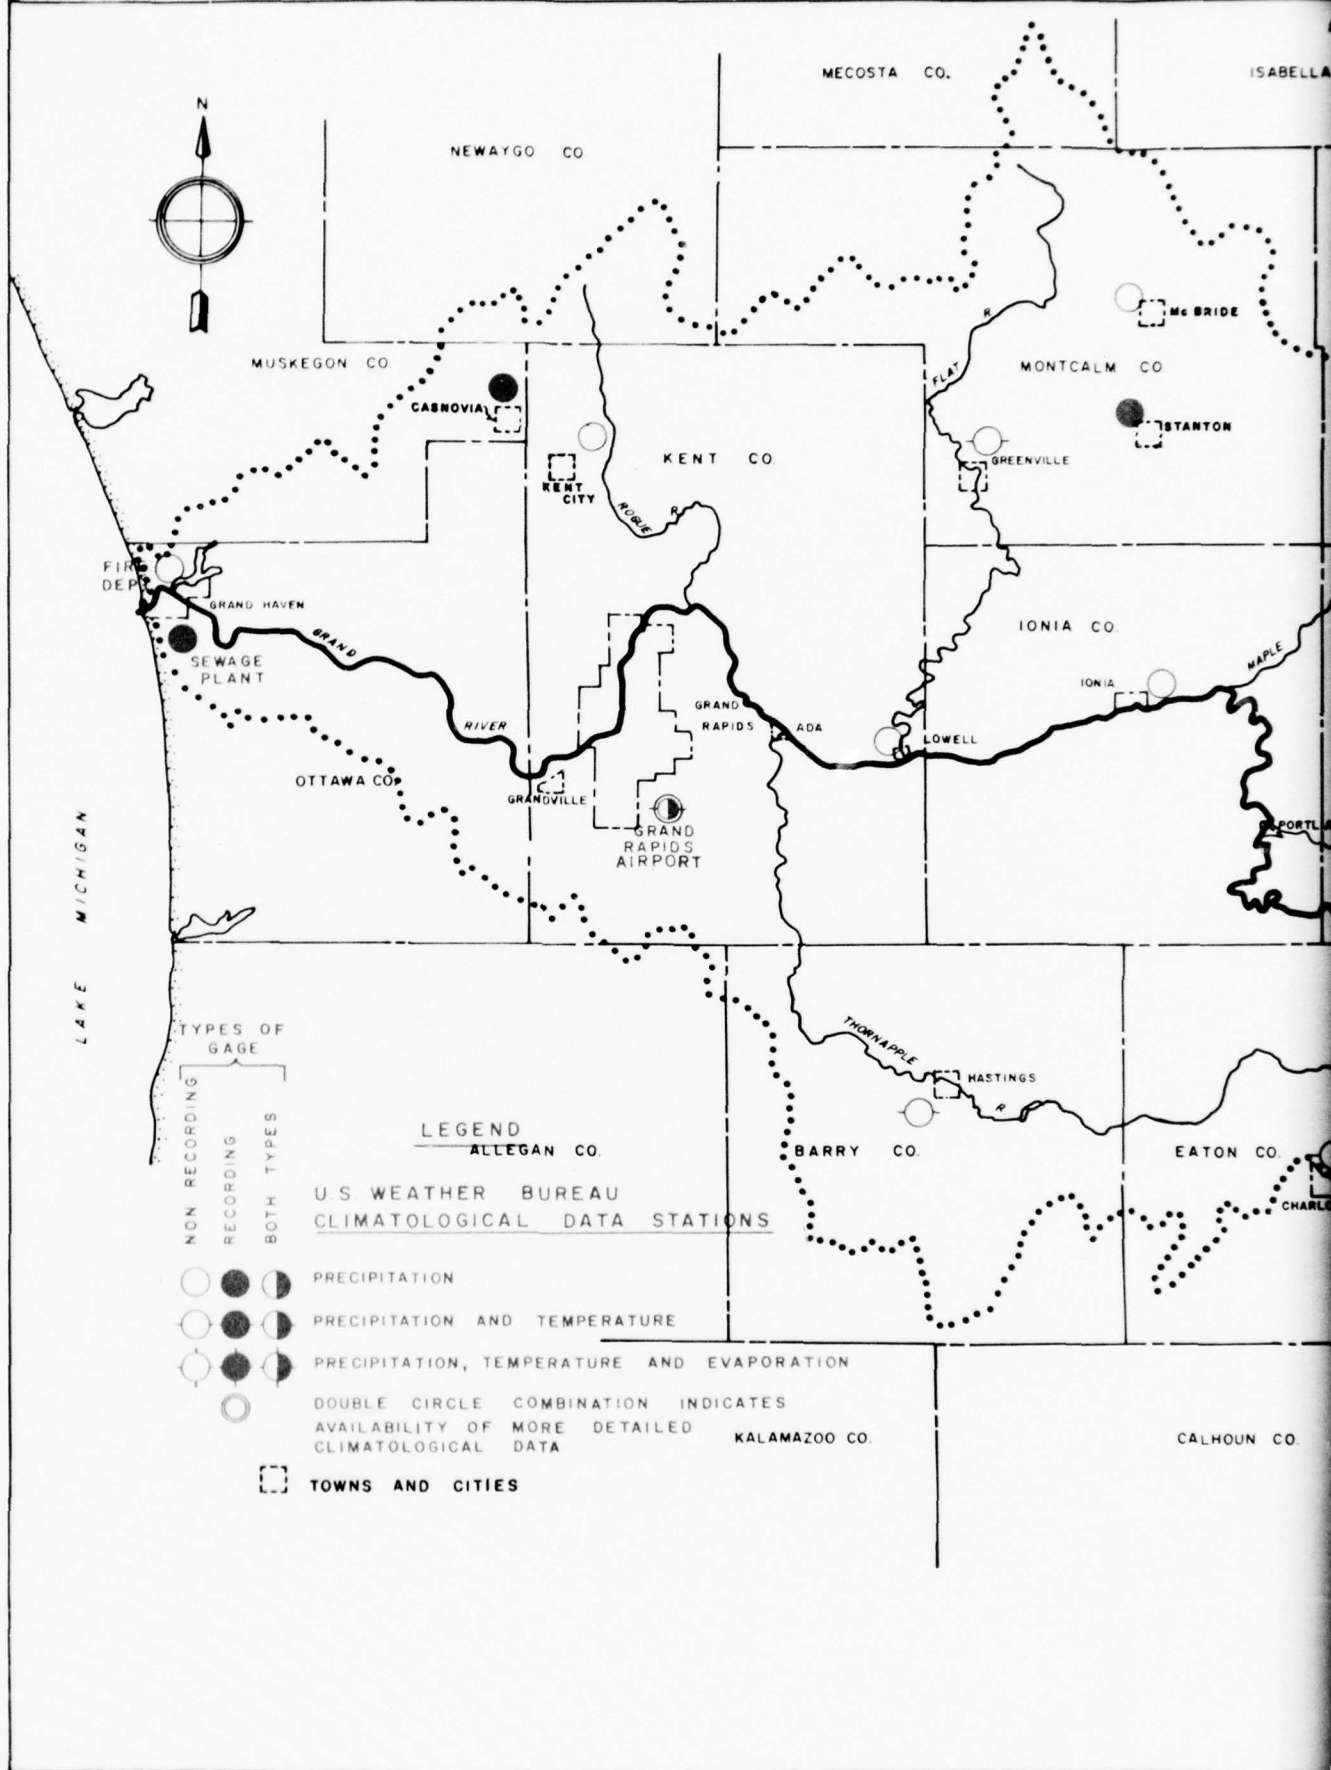 MECOSTA CO.
ISABELLA
N
NEWAYGO CO
R.
Mc BRIDE
MUSKEGON CO.
FLAT
MONTCALM CO.
CASNOVIA
STANTON
KENT CO.
GREENVILLE
KENT
CITY
ROGUE R.
FIRE
DEP
GRAND HAVEN
GRAND
IONIA CO.
SEWAGE
PLANT
MAPLE
IONIA
GRAND
RAPIDS
ADA
RIVER
LOWELL
OTTAWA CO.
GRANDVILLE
PORTL
GRAND
RAPIDS
AIRPORT
LAKE MICHIGAN
TYPES OF
GAGE
THORNAPPLE
R.
HASTINGS
NON RECORDING
RECORDING
BOTH TYPES
LEGEND
ALLEGAN CO.
BARRY CO.
EATON CO.
U.S. WEATHER BUREAU
CLIMATOLOGICAL DATA STATIONS
CHARLO
PRECIPITATION
PRECIPITATION AND TEMPERATURE
PRECIPITATION, TEMPERATURE AND EVAPORATION
DOUBLE CIRCLE COMBINATION INDICATES
AVAILABILITY OF MORE DETAILED
CLIMATOLOGICAL DATA
KALAMAZOO CO.
CALHOUN CO.
TOWNS AND CITIES